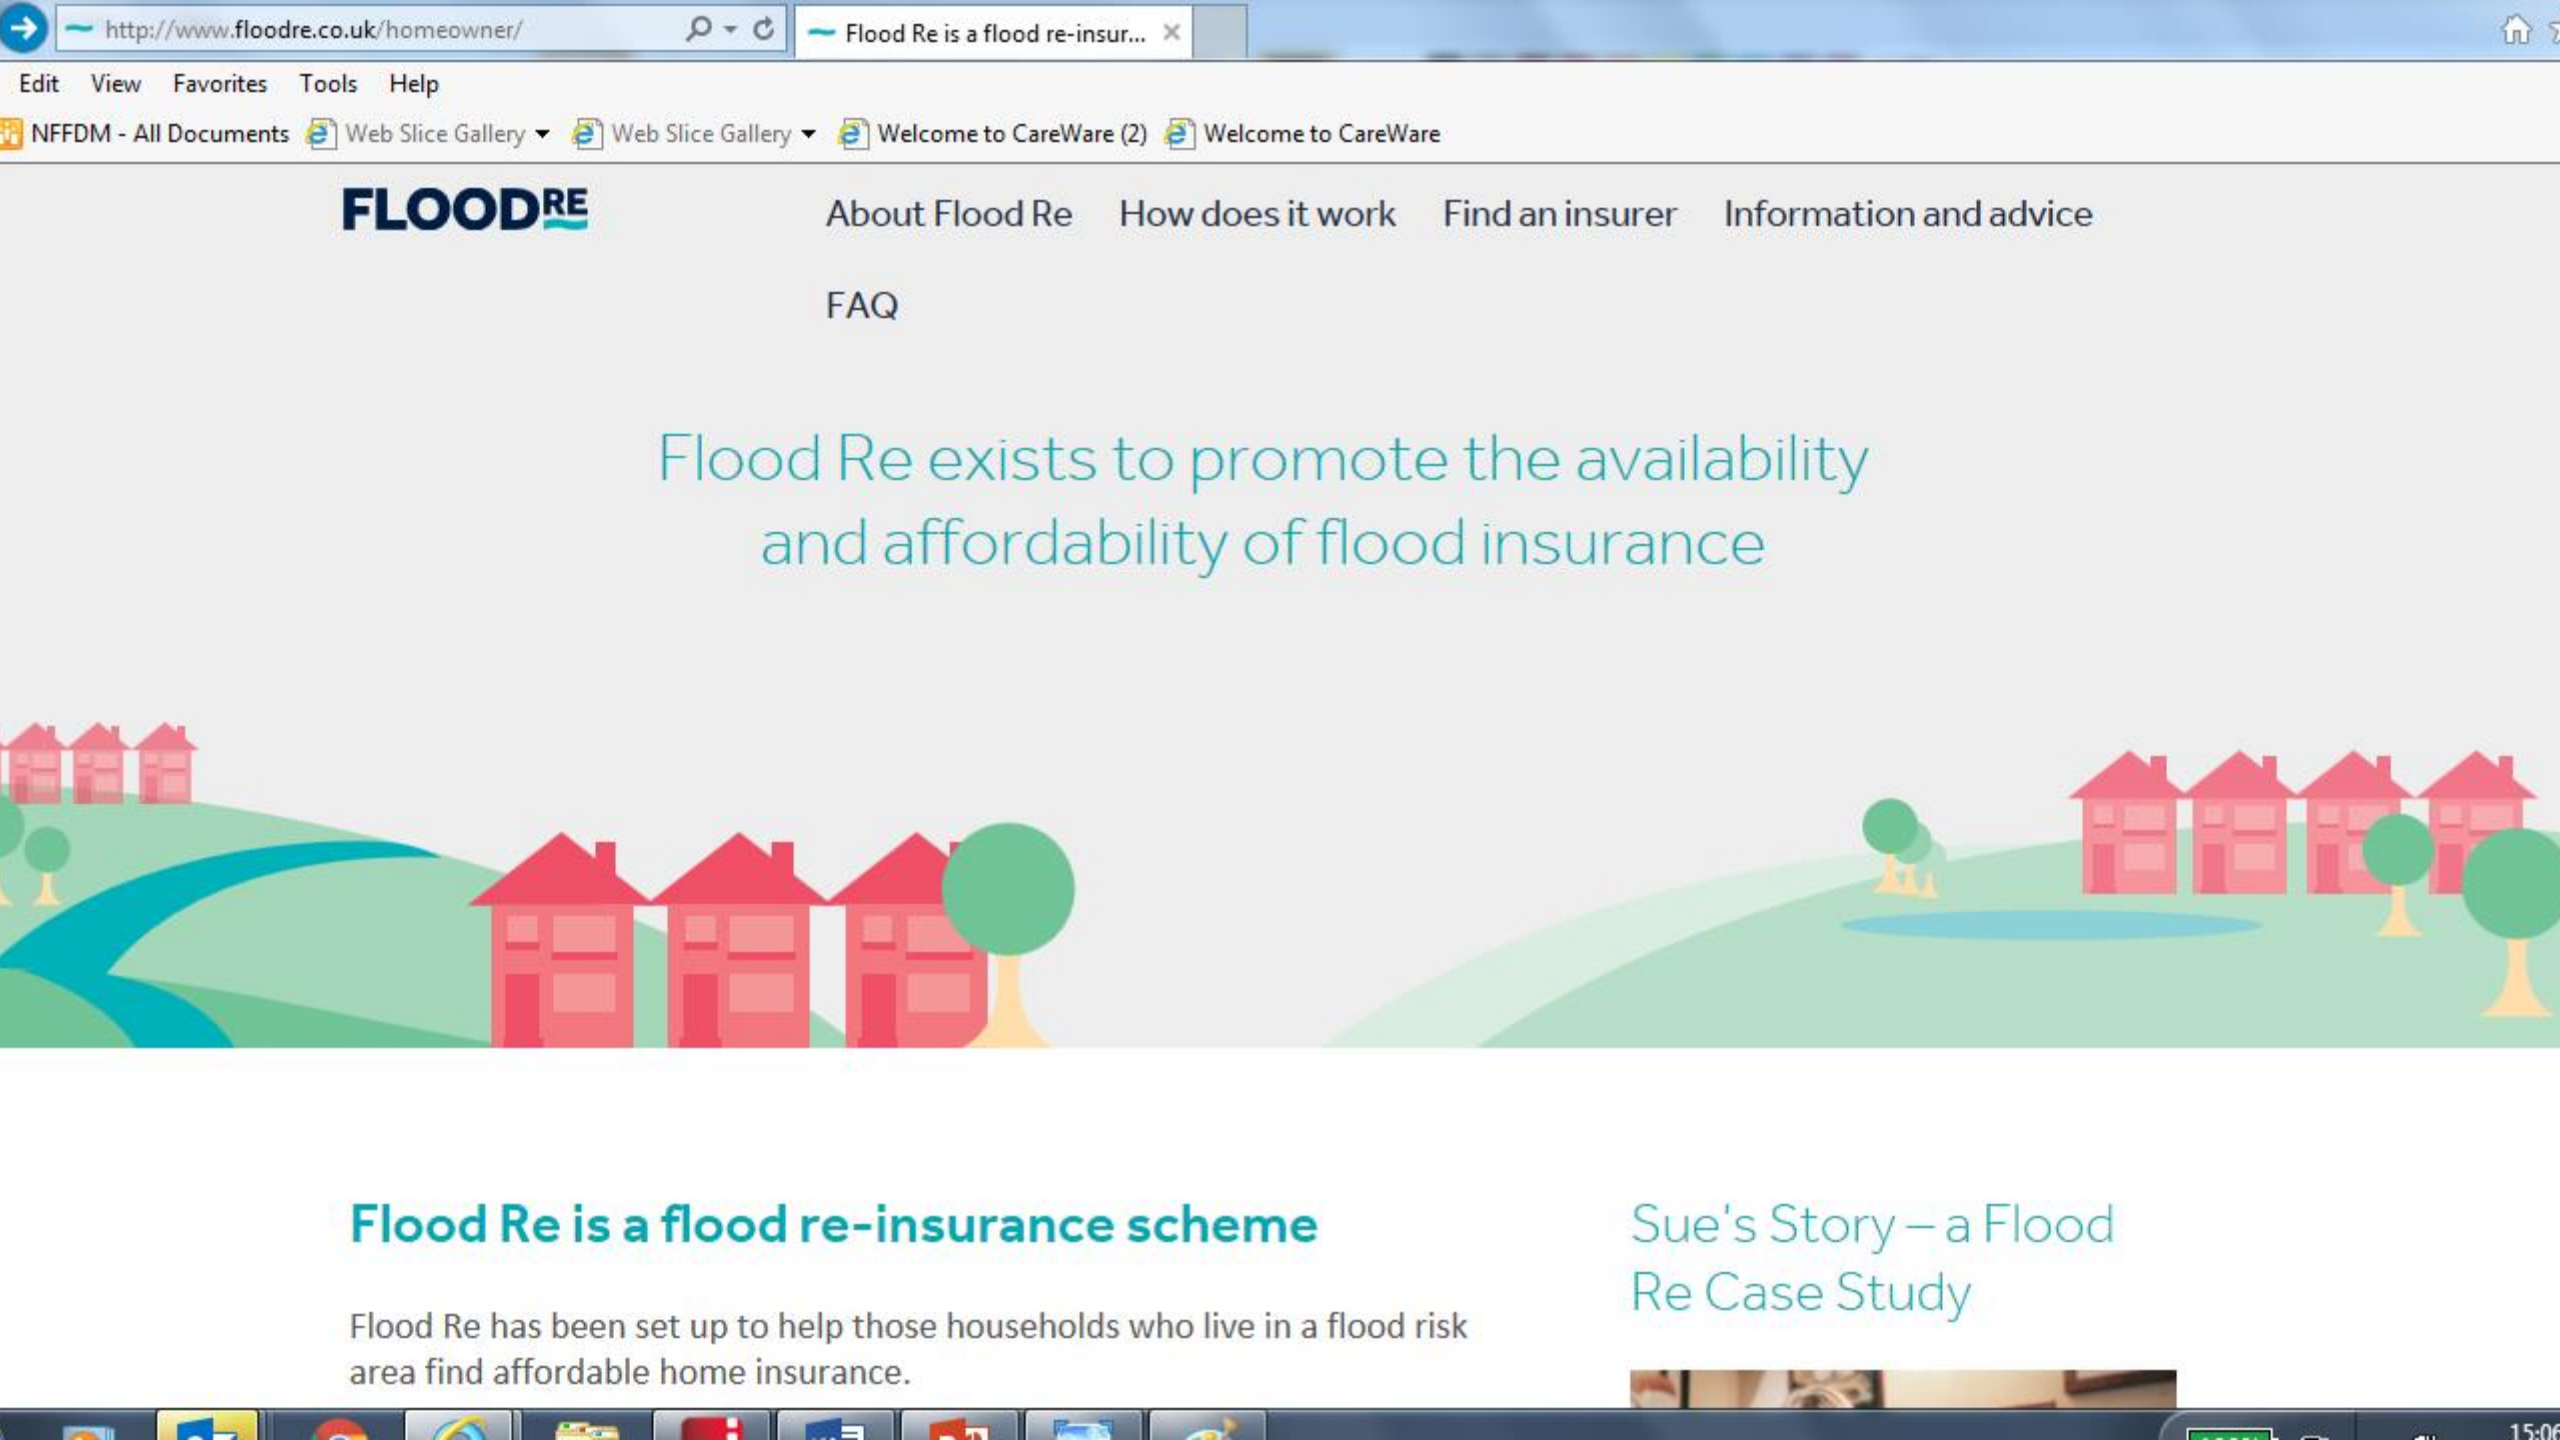 http://www.floodre.co.uk/homeowner/
Flood Re is a flood re-insur...
Edit View Favorites Tools Help
NFFDM - All Documents Web Slice Gallery Web Slice Gallery Welcome to CareWare (2) Welcome to CareWare
FLOODRE
About Flood Re How does it work Find an insurer Information and advice
FAQ
Flood Re exists to promote the availability
and affordability of flood insurance
Flood Re is a flood re-insurance scheme
Sue's Story – a Flood
Re Case Study
Flood Re has been set up to help those households who live in a flood risk
area find affordable home insurance.
15:06